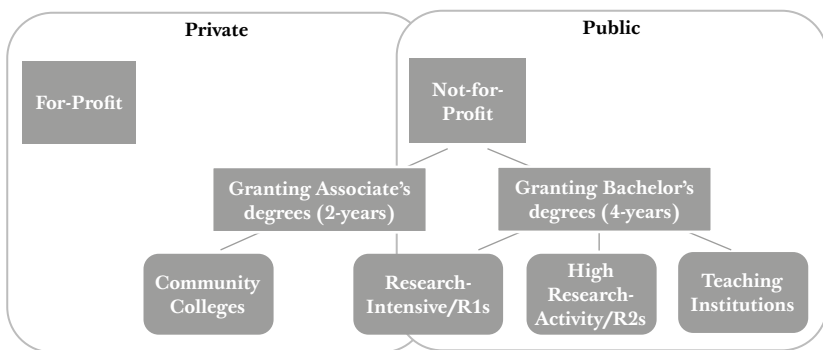 Private
Public
For-Profit
Not-for-
Profit
Granting Associate's
degrees (2-years)
Granting Bachelor's
degrees (4-years)
Community
Colleges
Research-
Intensive/R1s
High
Research-
Activity/R2s
Teaching
Institutions